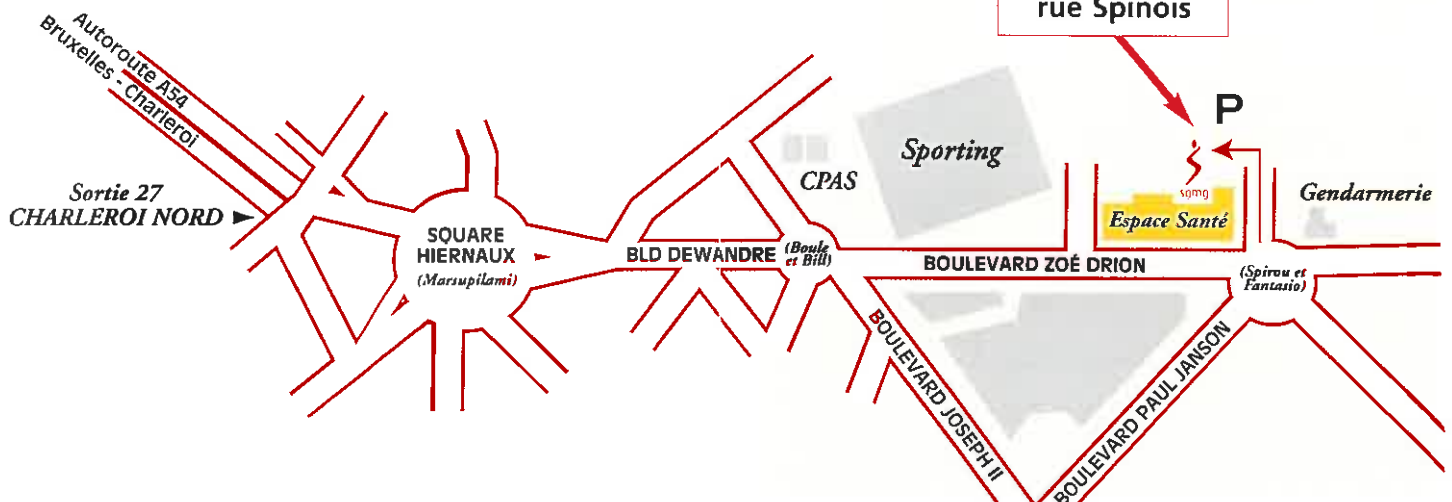 rue Spinois
Autoroute A54
Bruxelles - Charleroi
P
Sporting
CPAS
Sortie 27
CHARLEROI NORD
sgmg
Gendarmerie
Espace Santé
SQUARE
HIERNAUX
(Marsupilami)
BLD DEWANDRE
(Boule
et Bill)
BOULEVARD ZOÉ DRION
(Spirou et
Fantasio)
BOULEVARD JOSEPH II
BOULEVARD PAUL JANSON